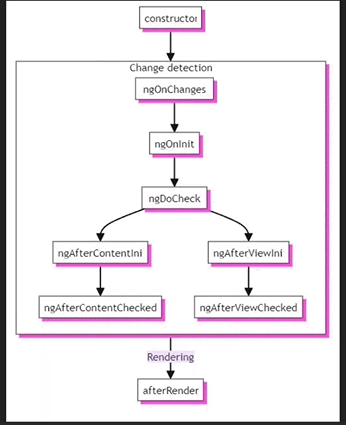 constructor
Change detection
ngOnChanges
ngOnInit
ngDoCheck
ngAfterContentIni
ngAfterViewIni
ngAfterContentChecked
ngAfterViewChecked
Rendering
afterRender